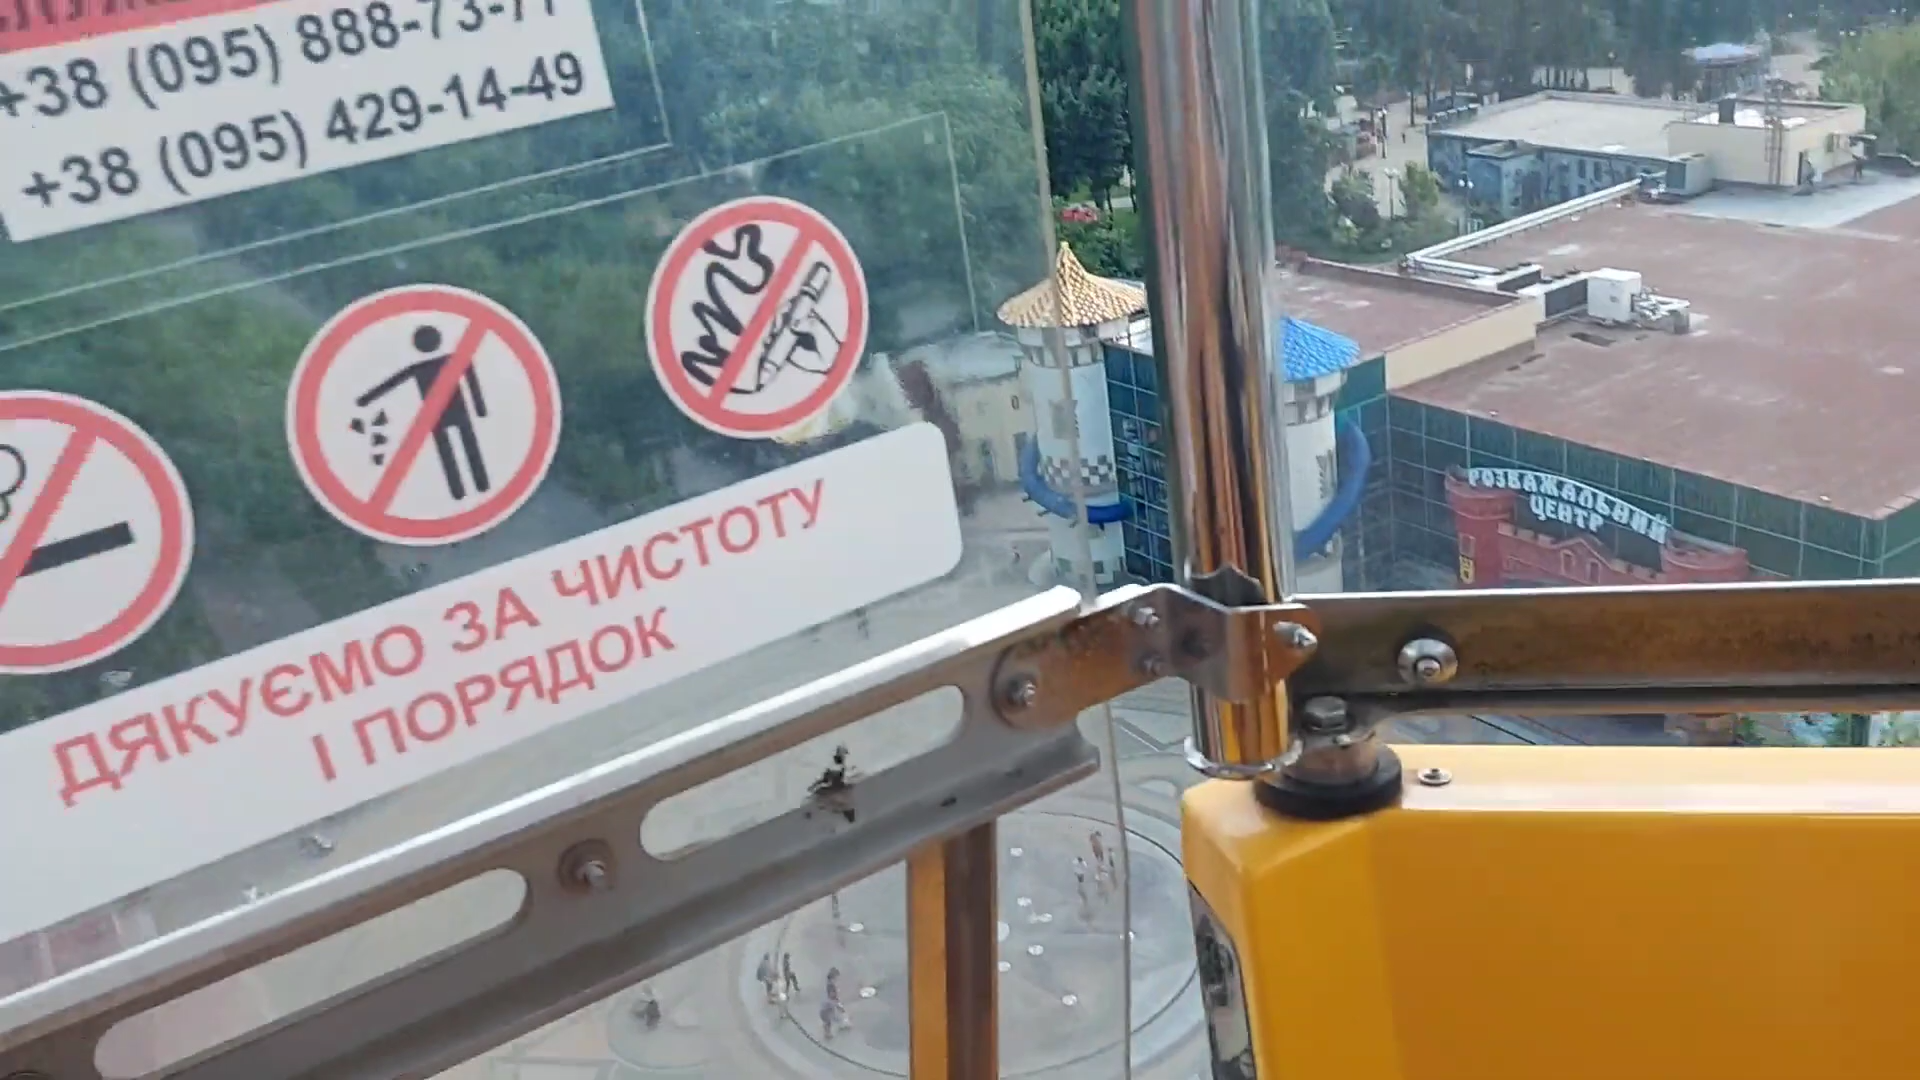 +38 (095) 888-73-71
+38 (095) 429-14-49
ДЯКУЄМО ЗА ЧИСТОТУ
І ПОРЯДОК
РОЗВАЖАЛЬНИЙ
ЦЕНТР